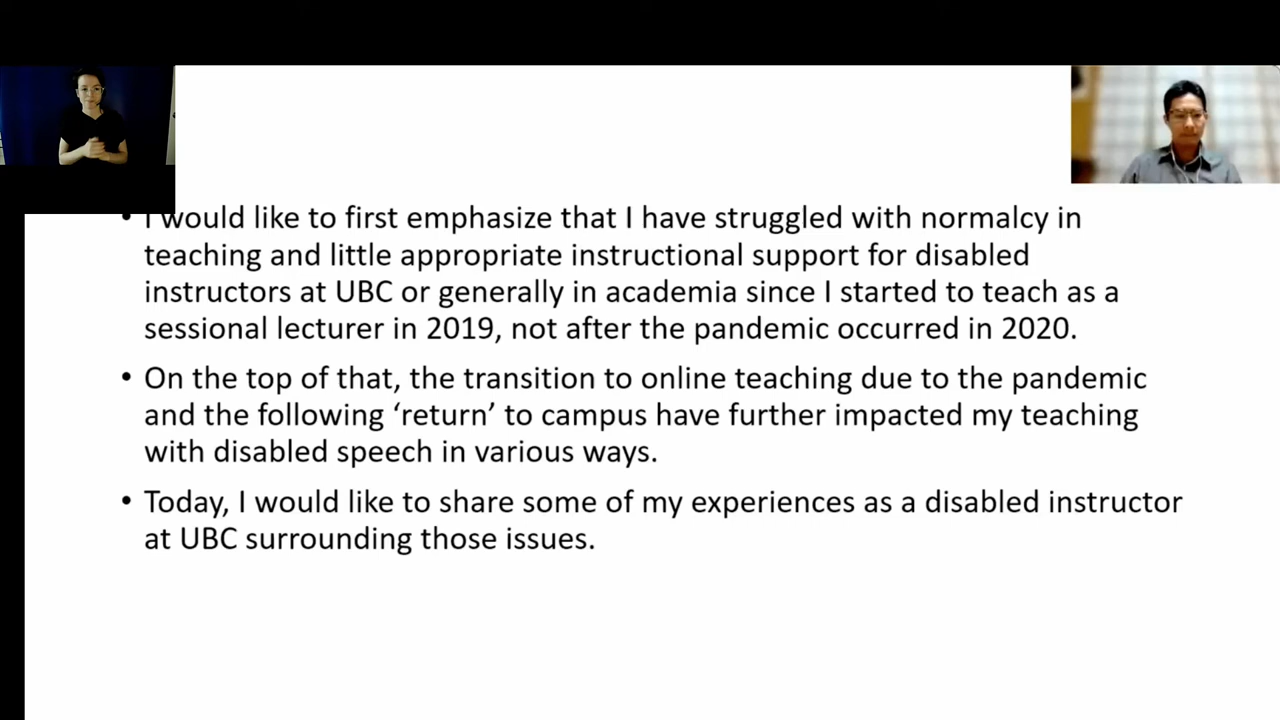 • I would like to first emphasize that I have struggled with normalcy in
teaching and little appropriate instructional support for disabled
instructors at UBC or generally in academia since I started to teach as a
sessional lecturer in 2019, not after the pandemic occurred in 2020.
• On the top of that, the transition to online teaching due to the pandemic
and the following ‘return’ to campus have further impacted my teaching
with disabled speech in various ways.
• Today, I would like to share some of my experiences as a disabled instructor
at UBC surrounding those issues.